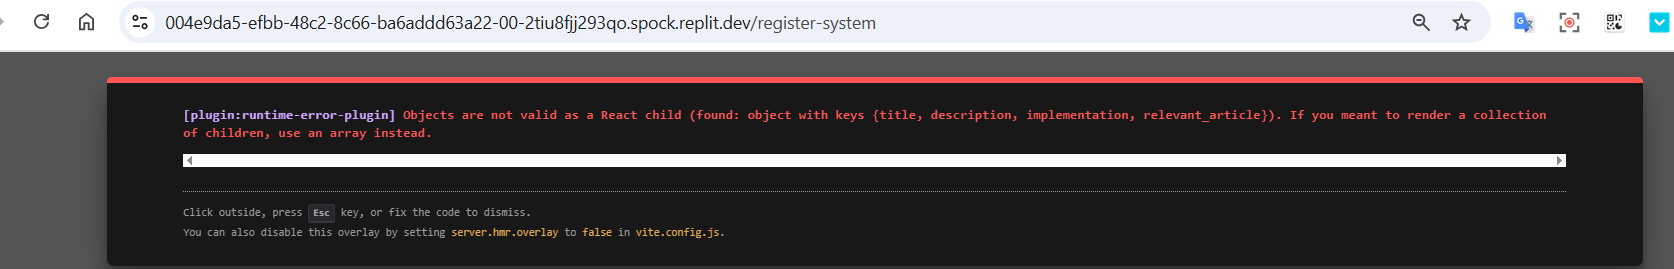 004e9da5-efbb-48c2-8c66-ba6addd63a22-00-2tiu8fjj293qo.spock.replit.dev/register-system
[plugin:runtime-error-plugin] Objects are not valid as a React child (found: object with keys {title, description, implementation, relevant_article}). If you meant to render a collection
of children, use an array instead.
Click outside, press Esc key, or fix the code to dismiss.
You can also disable this overlay by setting server.hmr.overlay to false in vite.config.js.